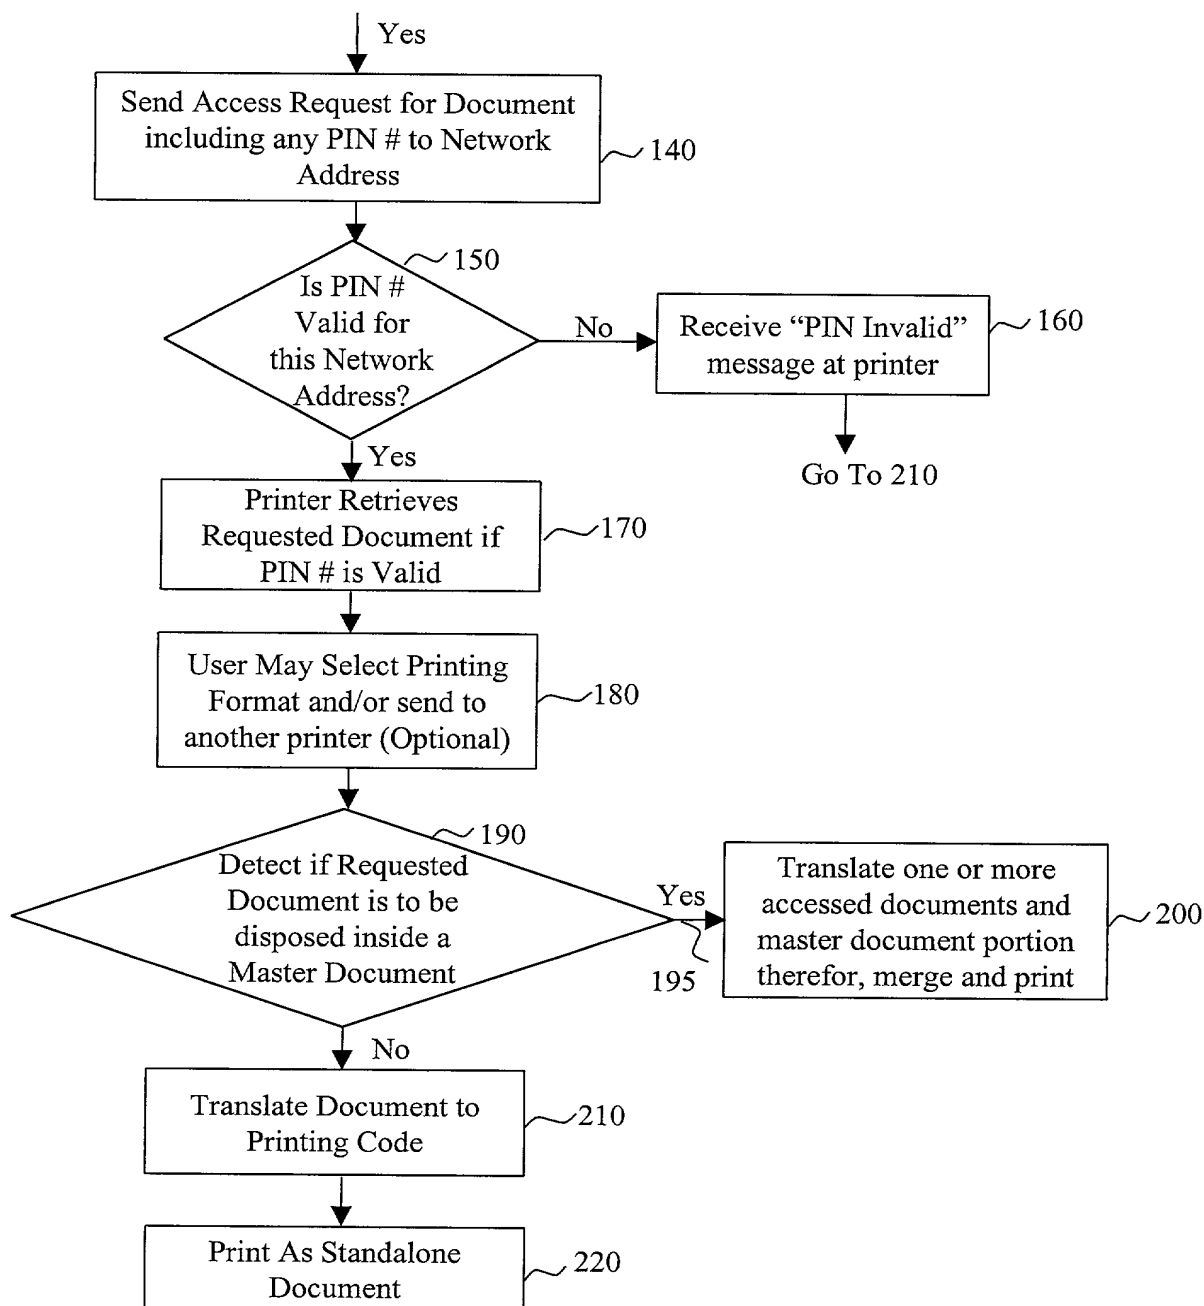 Yes
Send Access Request for Document
including any PIN # to Network
Address
140
150
Is PIN #
Valid for
this Network
Address?
No
Receive “PIN Invalid”
message at printer
160
Go To 210
Yes
Printer Retrieves
Requested Document if
PIN # is Valid
170
User May Select Printing
Format and/or send to
another printer (Optional)
180
190
Detect if Requested
Document is to be
disposed inside a
Master Document
Yes
195
Translate one or more
accessed documents and
master document portion
therefor, merge and print
200
No
Translate Document to
Printing Code
210
Print As Standalone
Document
220